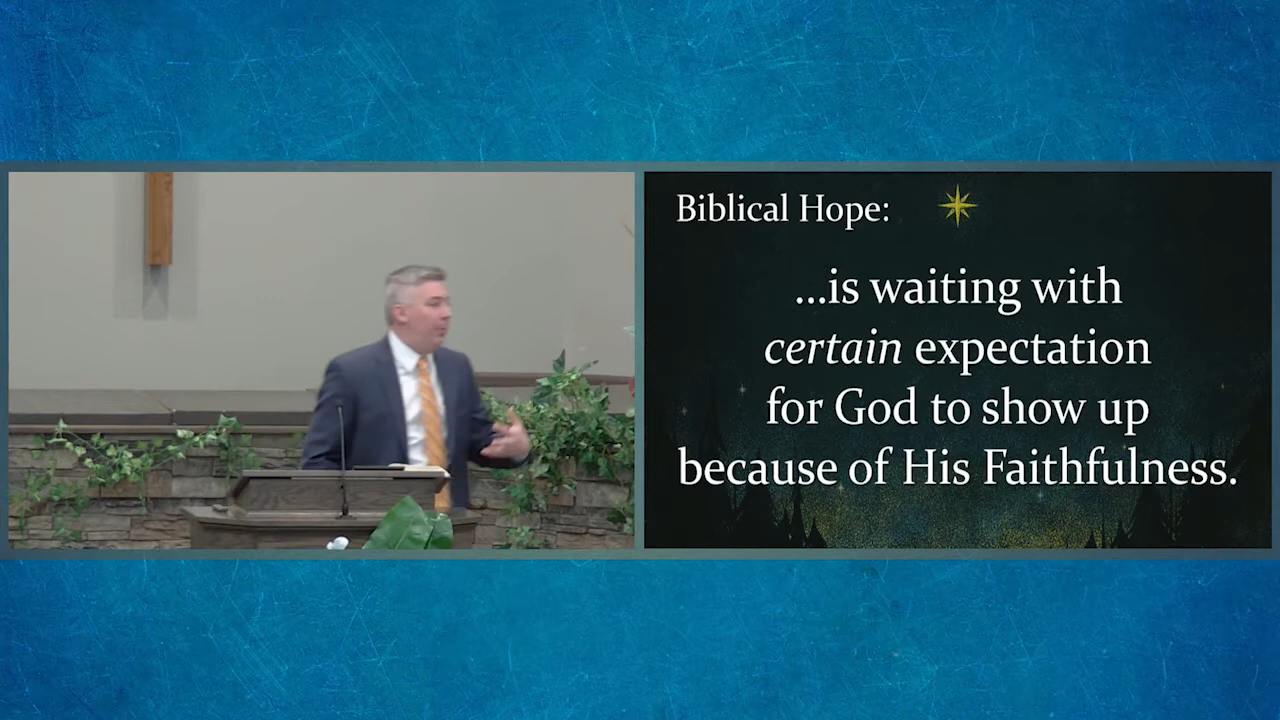 Biblical Hope:
...is waiting with
certain expectation
for God to show up
because of His Faithfulness.